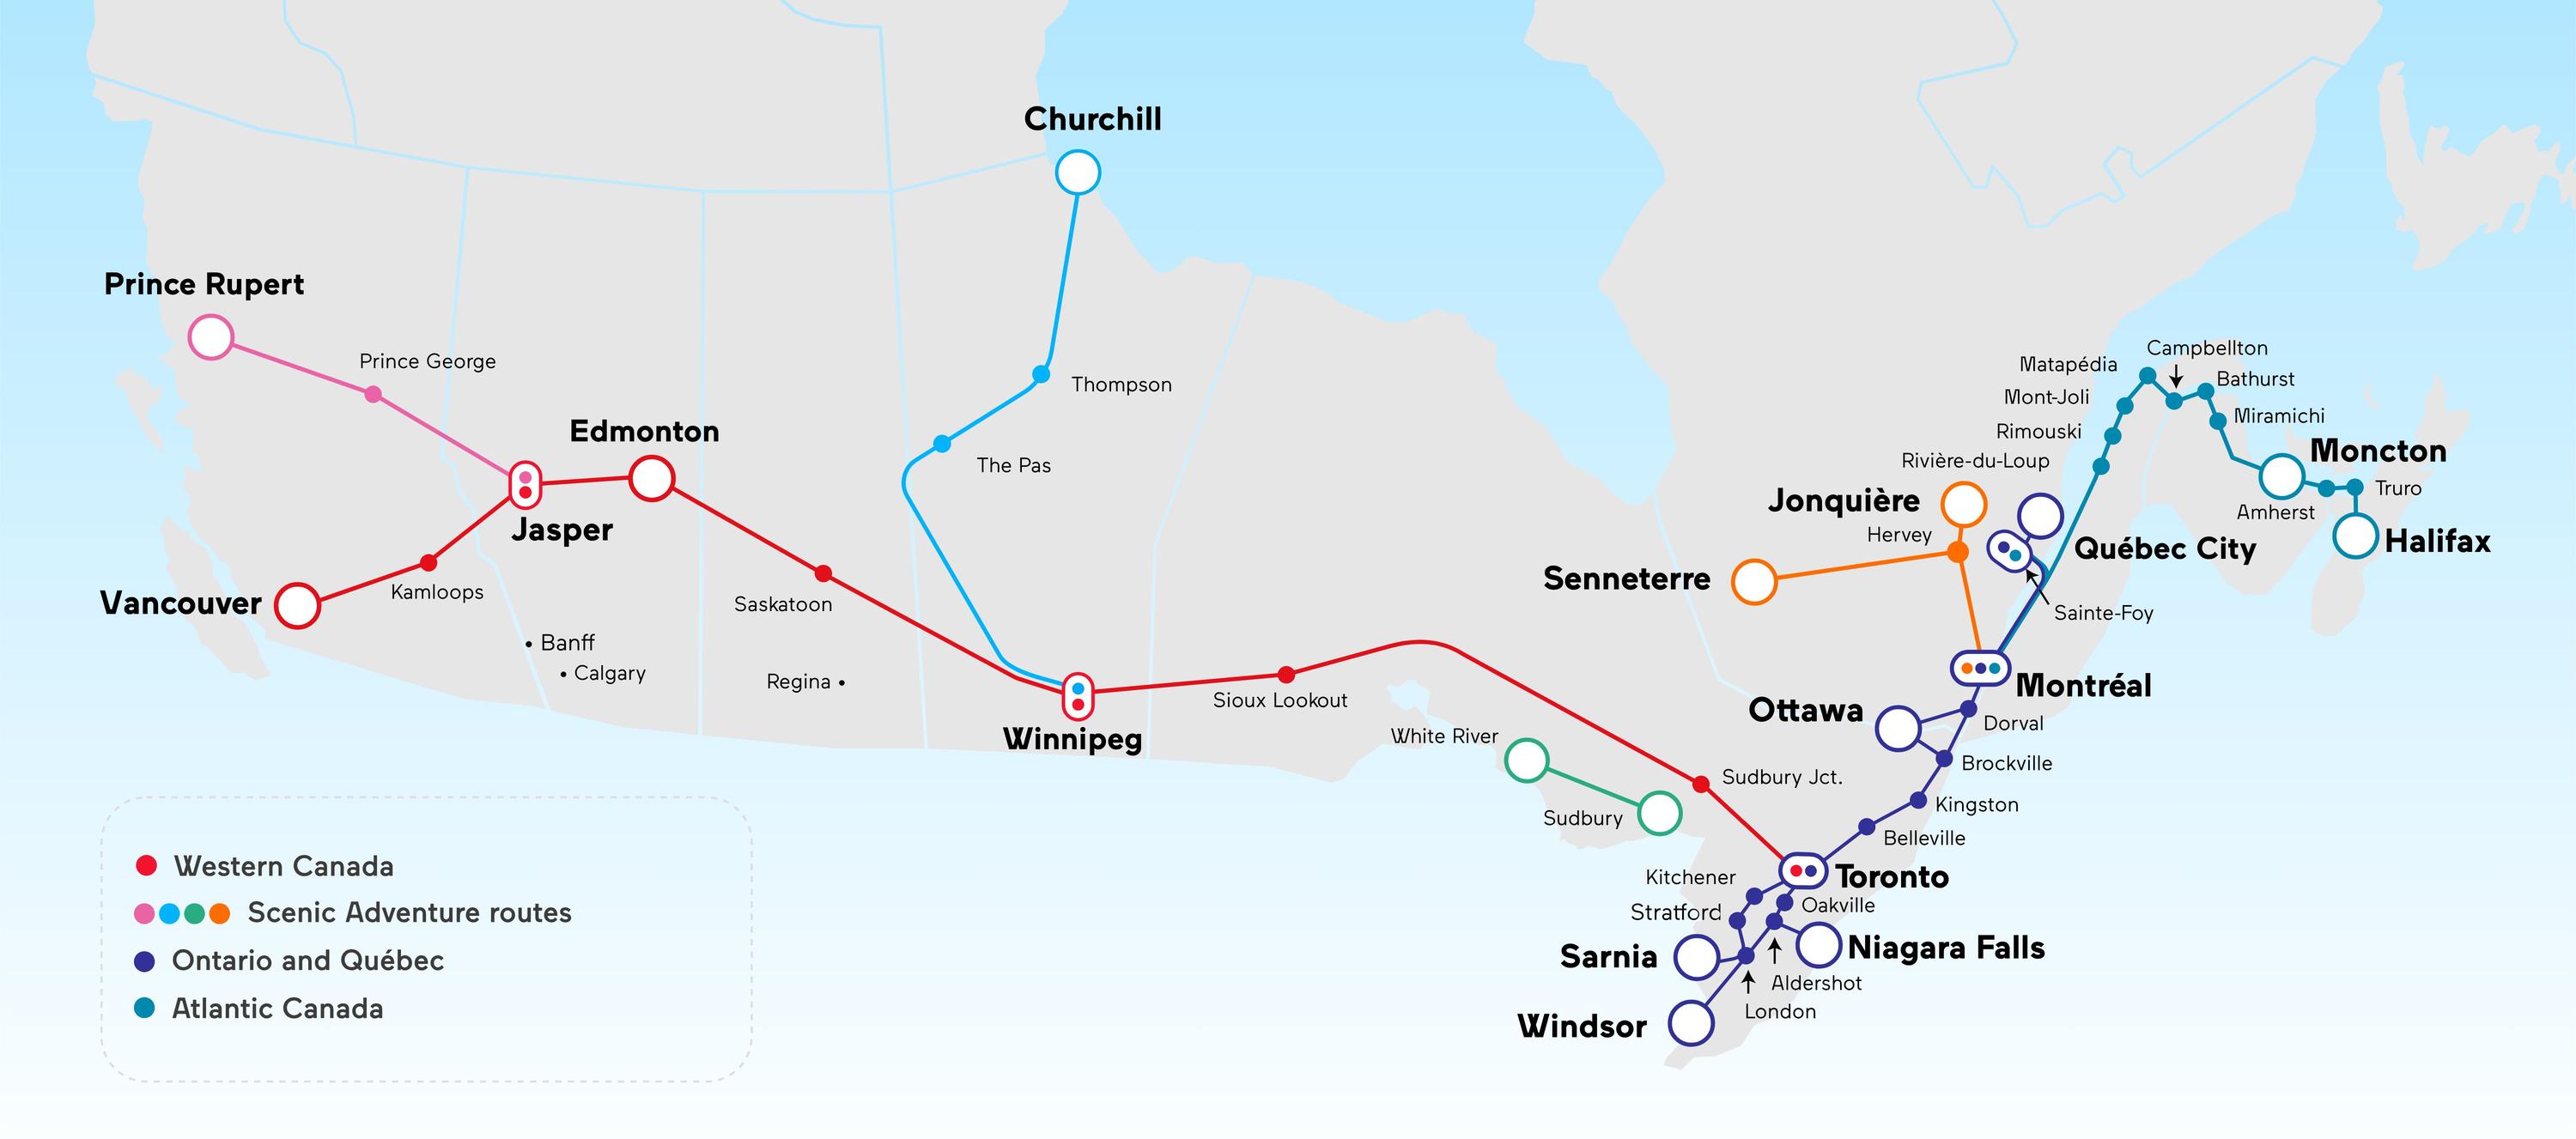 Churchill
Prince Rupert
Prince George
Thompson
Edmonton
The Pas
Jasper
Vancouver
Kamloops
Saskatoon
• Banff
• Calgary
Regina •
Winnipeg
Sioux Lookout
White River
Sudbury
Sudbury Jct.
Campbellton
Matapédia
Bathurst
Mont-Joli
Miramichi
Rimouski
Moncton
Rivière-du-Loup
Truro
Jonquière
Amherst
Hervey
Halifax
Québec City
Senneterre
Sainte-Foy
Montréal
Ottawa
Dorval
Brockville
Kingston
Belleville
Toronto
Kitchener
Oakville
Stratford
Niagara Falls
Sarnia
Aldershot
London
Windsor
Western Canada
Scenic Adventure routes
Ontario and Québec
Atlantic Canada